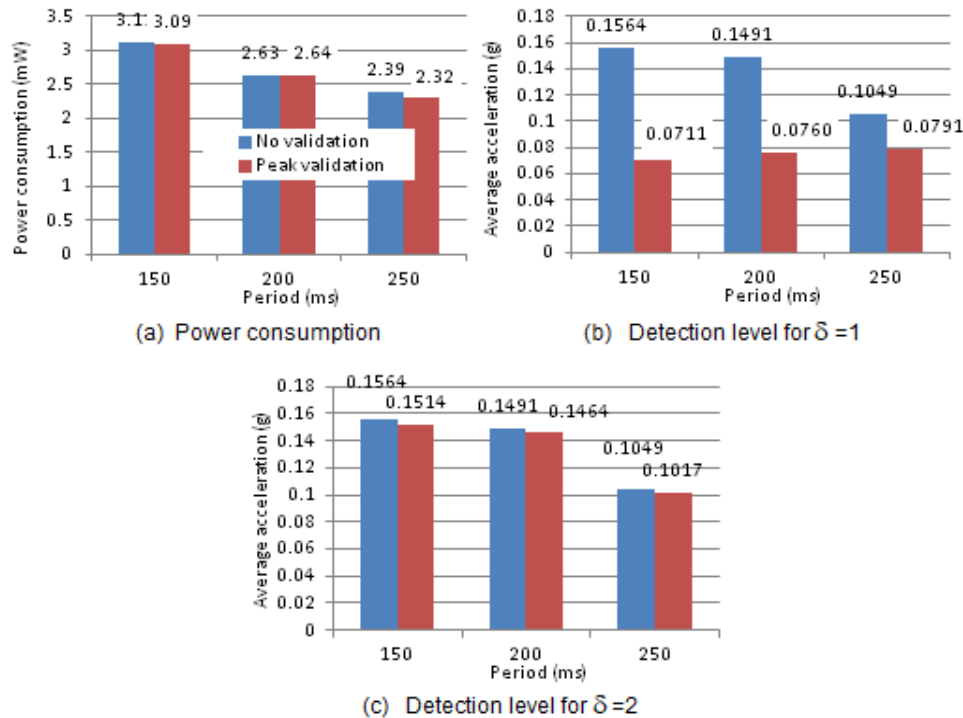 Power consumption (mW)
3.5
3
2.5
2
1.5
1
0.5
0
3.09
2.63 2.64
2.39 2.32
No validation
Peak validation
150 200 250
Period (ms)
(a) Power consumption
Average acceleration (g)
0.18
0.16
0.14
0.12
0.1
0.08
0.06
0.04
0.02
0
0.1564 0.0711
0.1491 0.0760
0.1049 0.0791
150 200 250
Period (ms)
(b) Detection level for δ =1
Average acceleration (g)
0.18
0.16
0.14
0.12
0.1
0.08
0.06
0.04
0.02
0
0.1564 0.1514
0.1491 0.1464
0.1049 0.1017
150 200 250
Period (ms)
(c) Detection level for δ =2